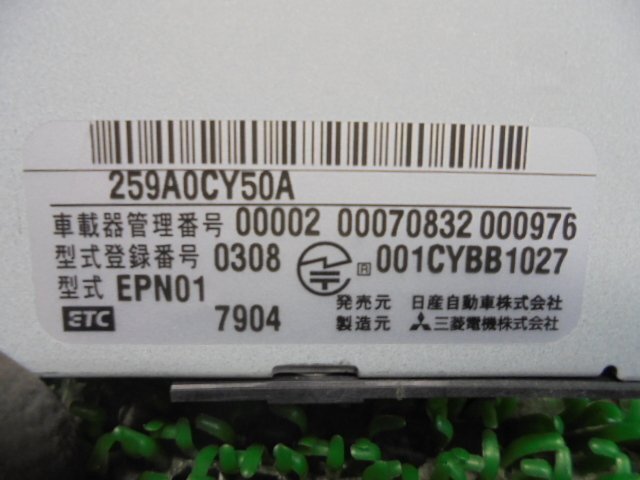 259A0CY50A
車載器管理番号 00002 00070832 000976
型式登録番号 0308 R 001CYBB1027
型式 EPN01 発売元 日産自動車株式会社
ETC 7904 製造元 三菱電機株式会社